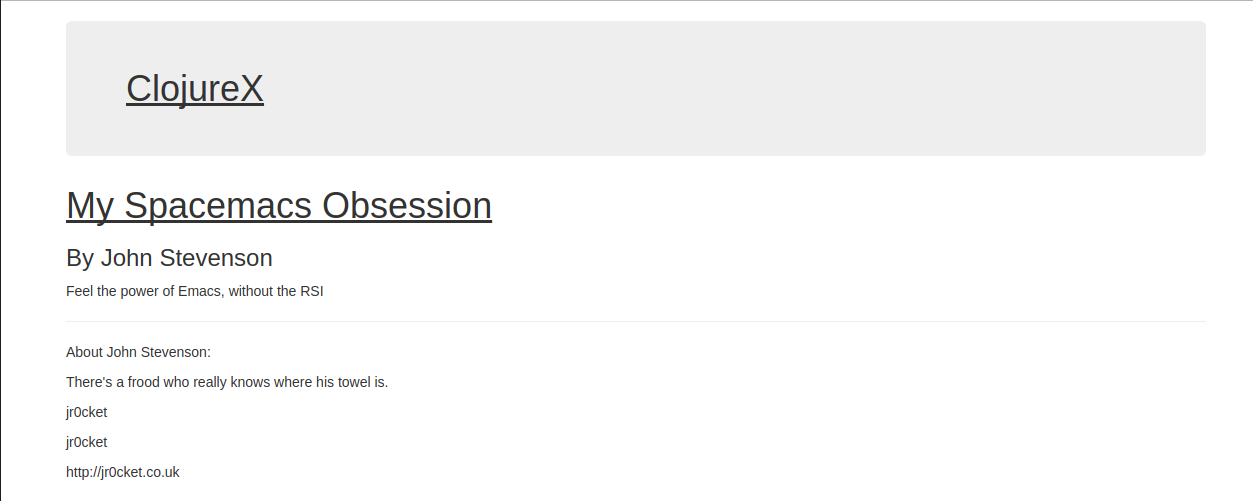 ClojureX
My Spacemacs Obsession
By John Stevenson
Feel the power of Emacs, without the RSI
About John Stevenson:
There's a frood who really knows where his towel is.
jr0cket
jr0cket
http://jr0cket.co.uk